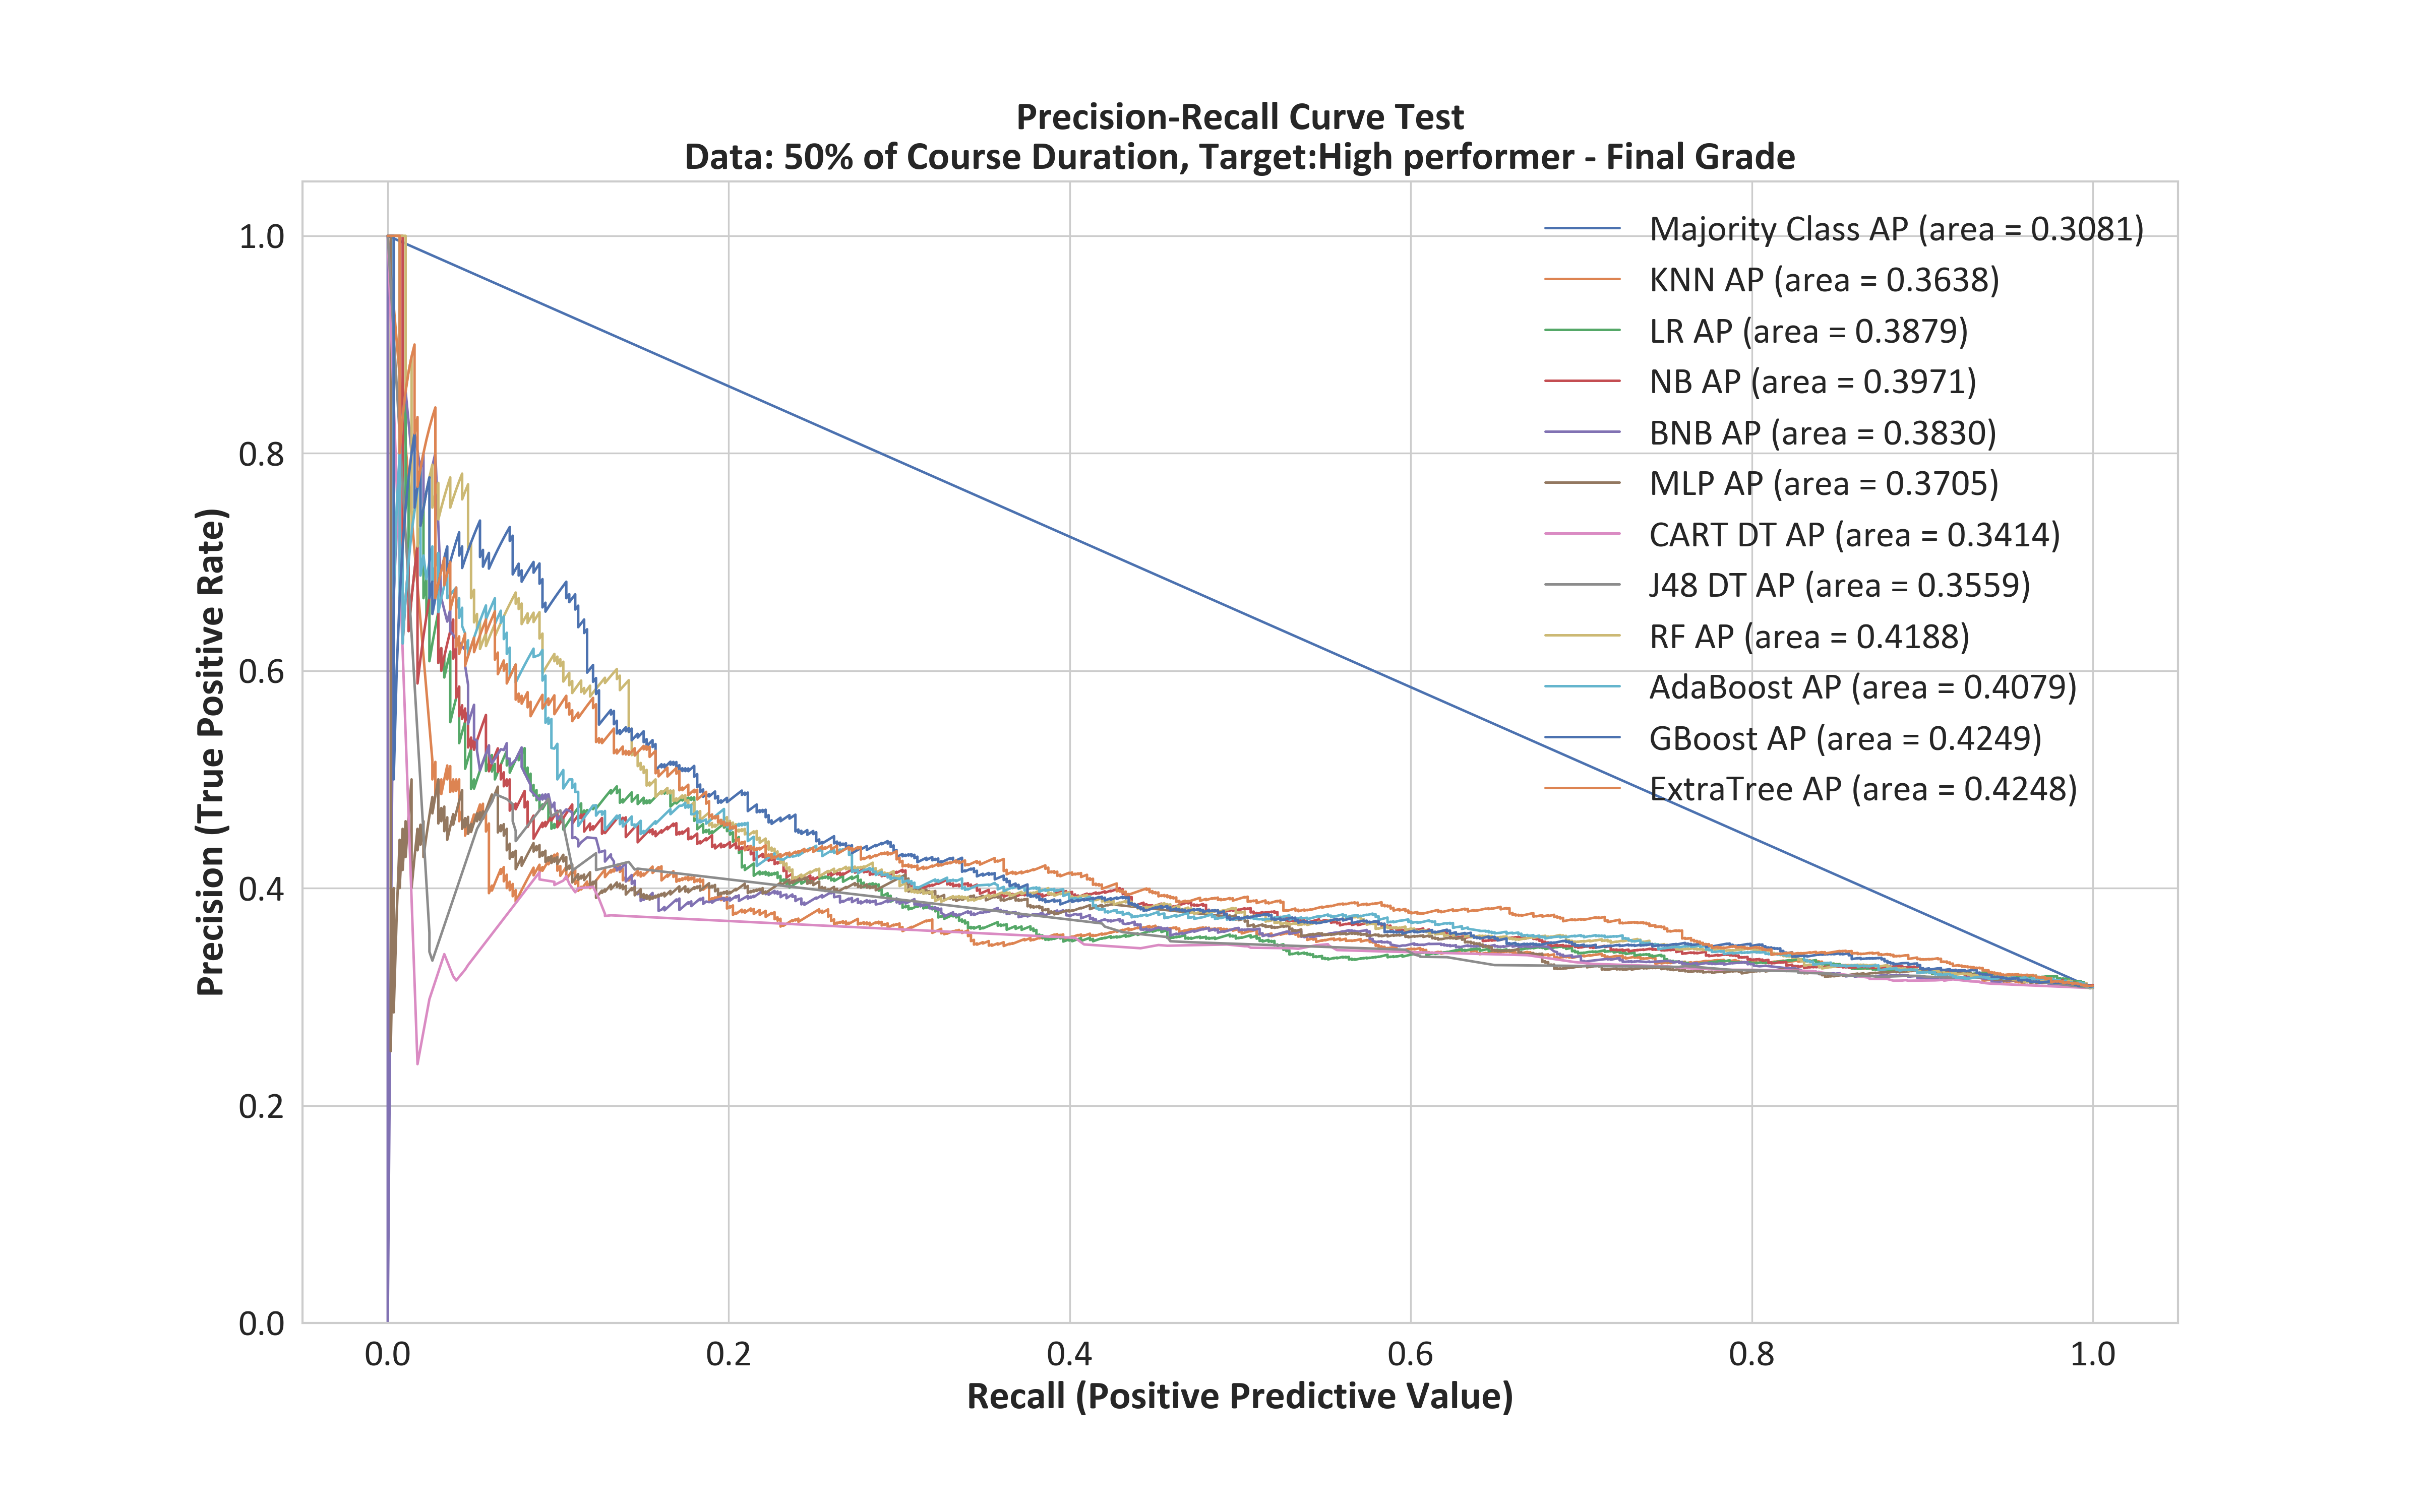 Precision-Recall Curve Test
Data: 50% of Course Duration, Target:High performer - Final Grade
Majority Class AP (area = 0.3081)
KNN AP (area = 0.3638)
LR AP (area = 0.3879)
NB AP (area = 0.3971)
BNB AP (area = 0.3830)
MLP AP (area = 0.3705)
CART DT AP (area = 0.3414)
J48 DT AP (area = 0.3559)
RF AP (area = 0.4188)
AdaBoost AP (area = 0.4079)
GBoost AP (area = 0.4249)
ExtraTree AP (area = 0.4248)
Precision (True Positive Rate)
1.0
0.8
0.6
0.4
0.2
0.0
0.0 0.2 0.4 0.6 0.8 1.0
Recall (Positive Predictive Value)